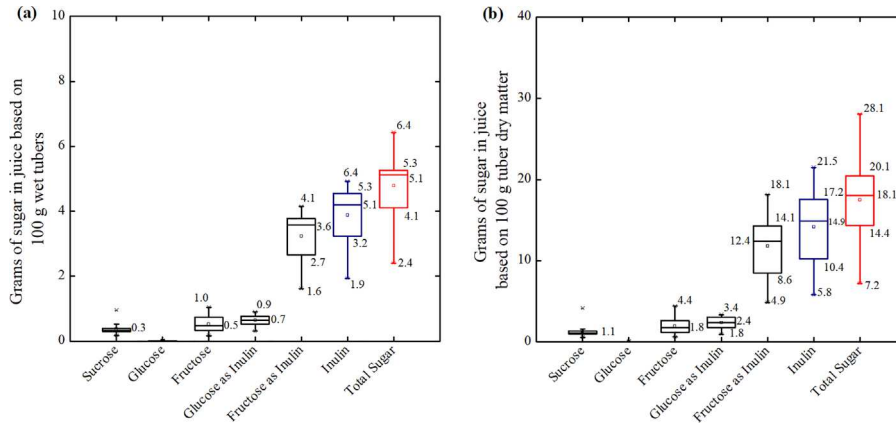 (a)
Grams of sugar in juice based on
100 g wet tubers
10
8
6
4
2
0
0.3
1.0
0.5
0.9
0.7
4.1
3.6
2.7
1.6
6.4
5.3
5.1
3.2
1.9
6.4
5.3
5.1
4.1
2.4
Sucrose
Glucose
Fructose
Glucose as Inulin
Fructose as Inulin
Inulin
Total Sugar
(b)
Grams of sugar in juice
based on 100 g tuber dry matter
40
30
20
10
0
1.1
4.4
1.8
3.4
2.4
1.8
18.1
14.1
12.4
8.6
4.9
21.5
17.2
14.9
10.4
5.8
28.1
20.1
18.1
14.4
7.2
Sucrose
Glucose
Fructose
Glucose as Inulin
Fructose as Inulin
Inulin
Total Sugar